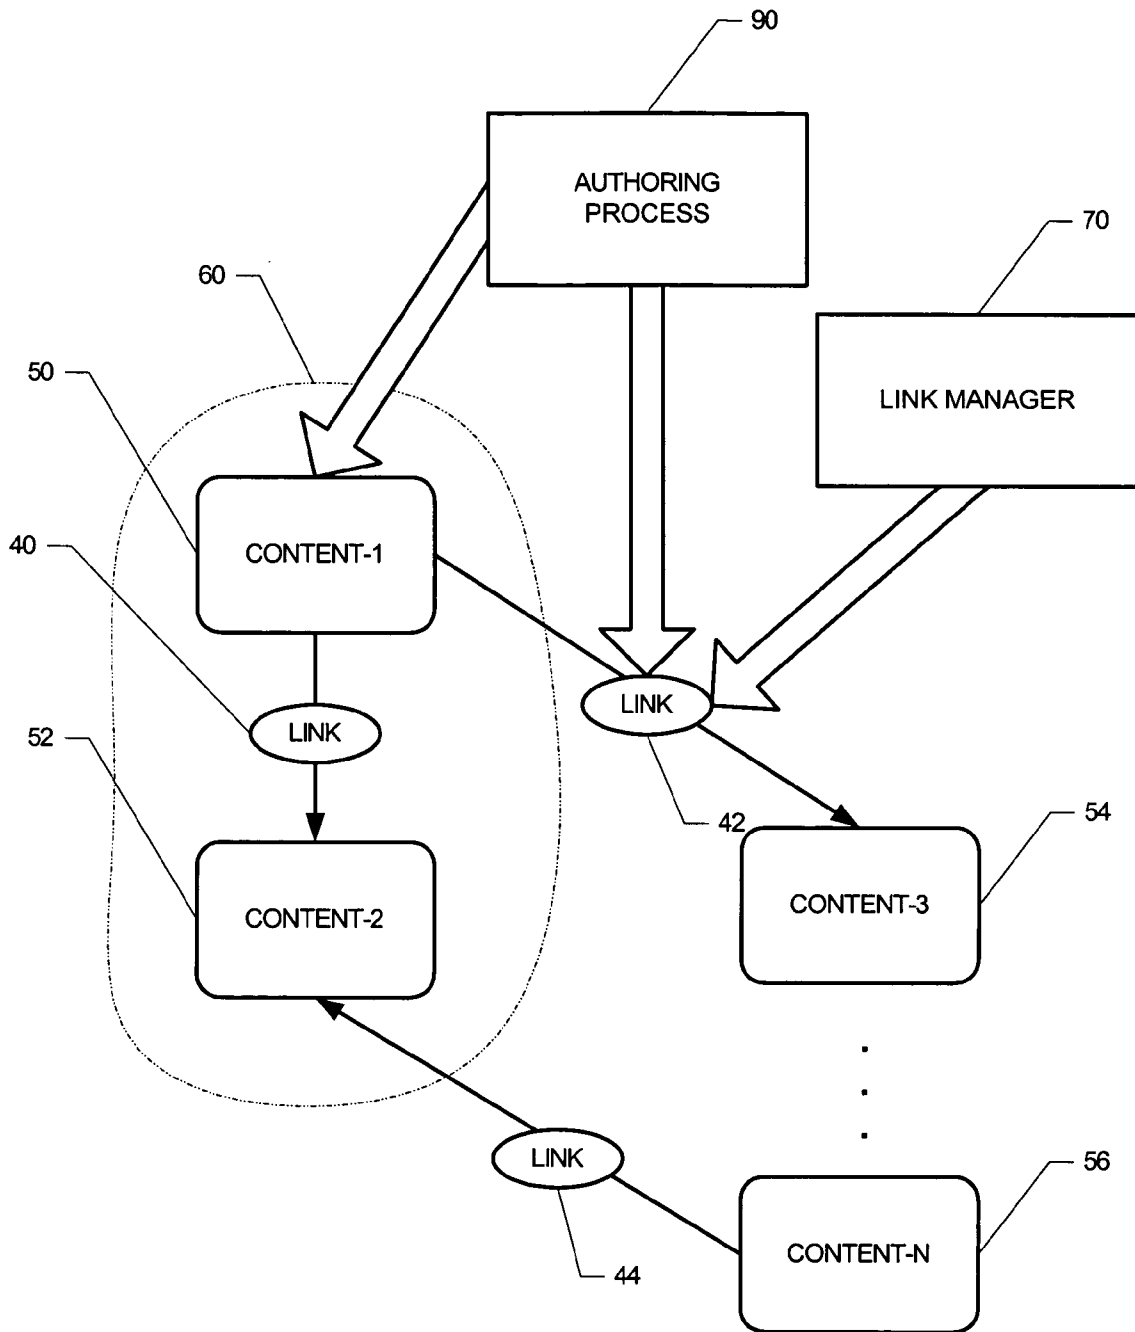 90
AUTHORING
PROCESS
70
60
LINK MANAGER
50
CONTENT-1
40
LINK
LINK
52
42
54
CONTENT-3
CONTENT-2
.
.
.
LINK
56
CONTENT-N
44